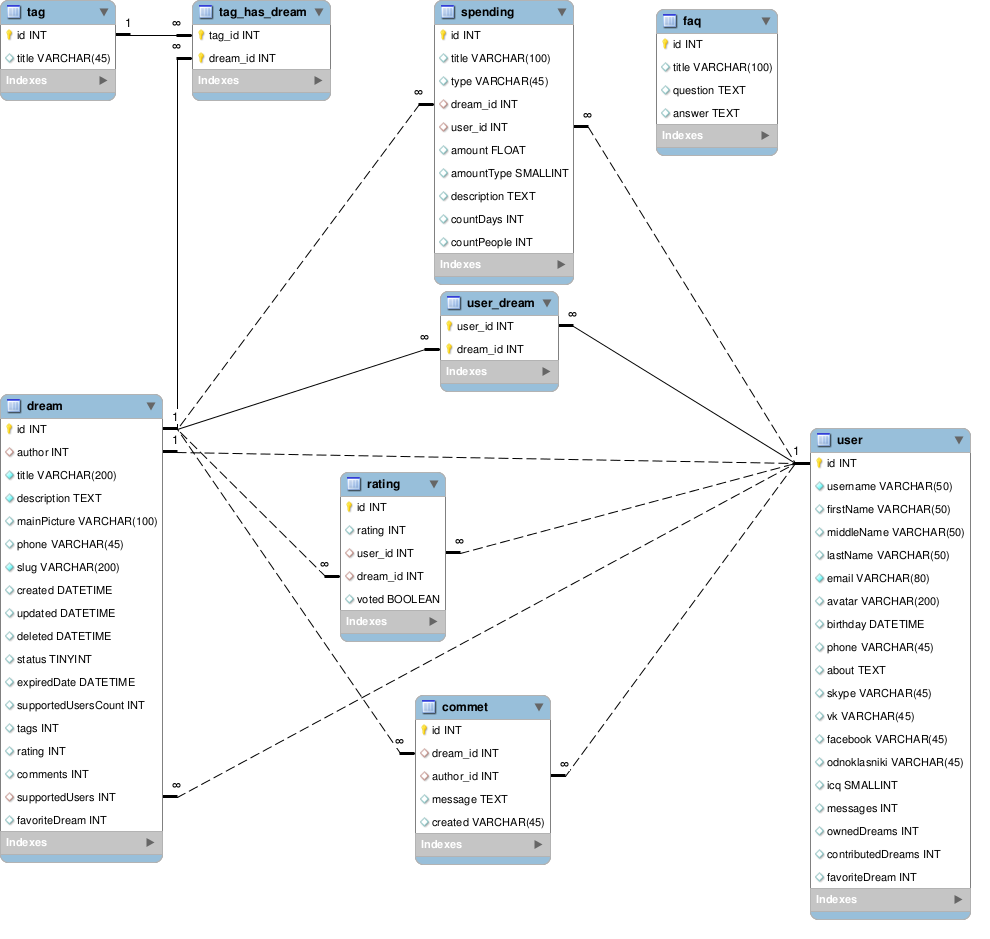 tag
id INT
title VARCHAR(45)
Indexes
1
∞
∞
tag_has_dream
tag_id INT
dream_id INT
Indexes
spending
id INT
title VARCHAR(100)
type VARCHAR(45)
dream_id INT
user_id INT
amount FLOAT
amountType SMALLINT
description TEXT
countDays INT
countPeople INT
Indexes
∞
∞
faq
id INT
title VARCHAR(100)
question TEXT
answer TEXT
Indexes
user_dream
user_id INT
dream_id INT
Indexes
∞
∞
dream
id INT
author INT
title VARCHAR(200)
description TEXT
mainPicture VARCHAR(100)
phone VARCHAR(45)
slug VARCHAR(200)
created DATETIME
updated DATETIME
deleted DATETIME
status TINYINT
expiredDate DATETIME
supportedUsersCount INT
tags INT
rating INT
comments INT
supportedUsers INT
favoriteDream INT
Indexes
1
1
∞
rating
id INT
rating INT
user_id INT
dream_id INT
voted BOOLEAN
Indexes
∞
∞
commet
id INT
dream_id INT
author_id INT
message TEXT
created VARCHAR(45)
Indexes
∞
∞
1
user
id INT
username VARCHAR(50)
firstName VARCHAR(50)
middleName VARCHAR(50)
lastName VARCHAR(50)
email VARCHAR(80)
avatar VARCHAR(200)
birthday DATETIME
phone VARCHAR(45)
about TEXT
skype VARCHAR(45)
vk VARCHAR(45)
facebook VARCHAR(45)
odnoklasniki VARCHAR(45)
icq SMALLINT
messages INT
ownedDreams INT
contributedDreams INT
favoriteDream INT
Indexes